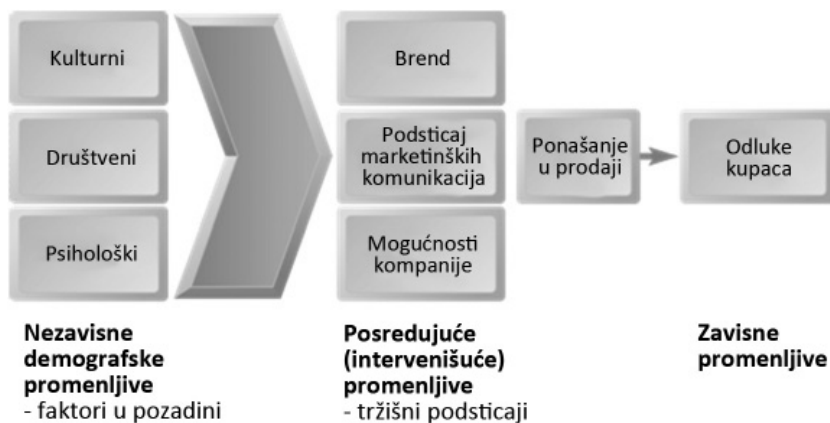 Kulturni
Društveni
Psihološki
Brend
Podsticaj
marketinških
komunikacija
Mogućnosti
kompanije
Ponašanje
u prodaji
Odluke
kupaca
Nezavisne
demografske
promenljive
- faktori u pozadini
Posredujuće
(intervenišuće)
promenljive
- tržišni podsticaji
Zavisne
promenljive